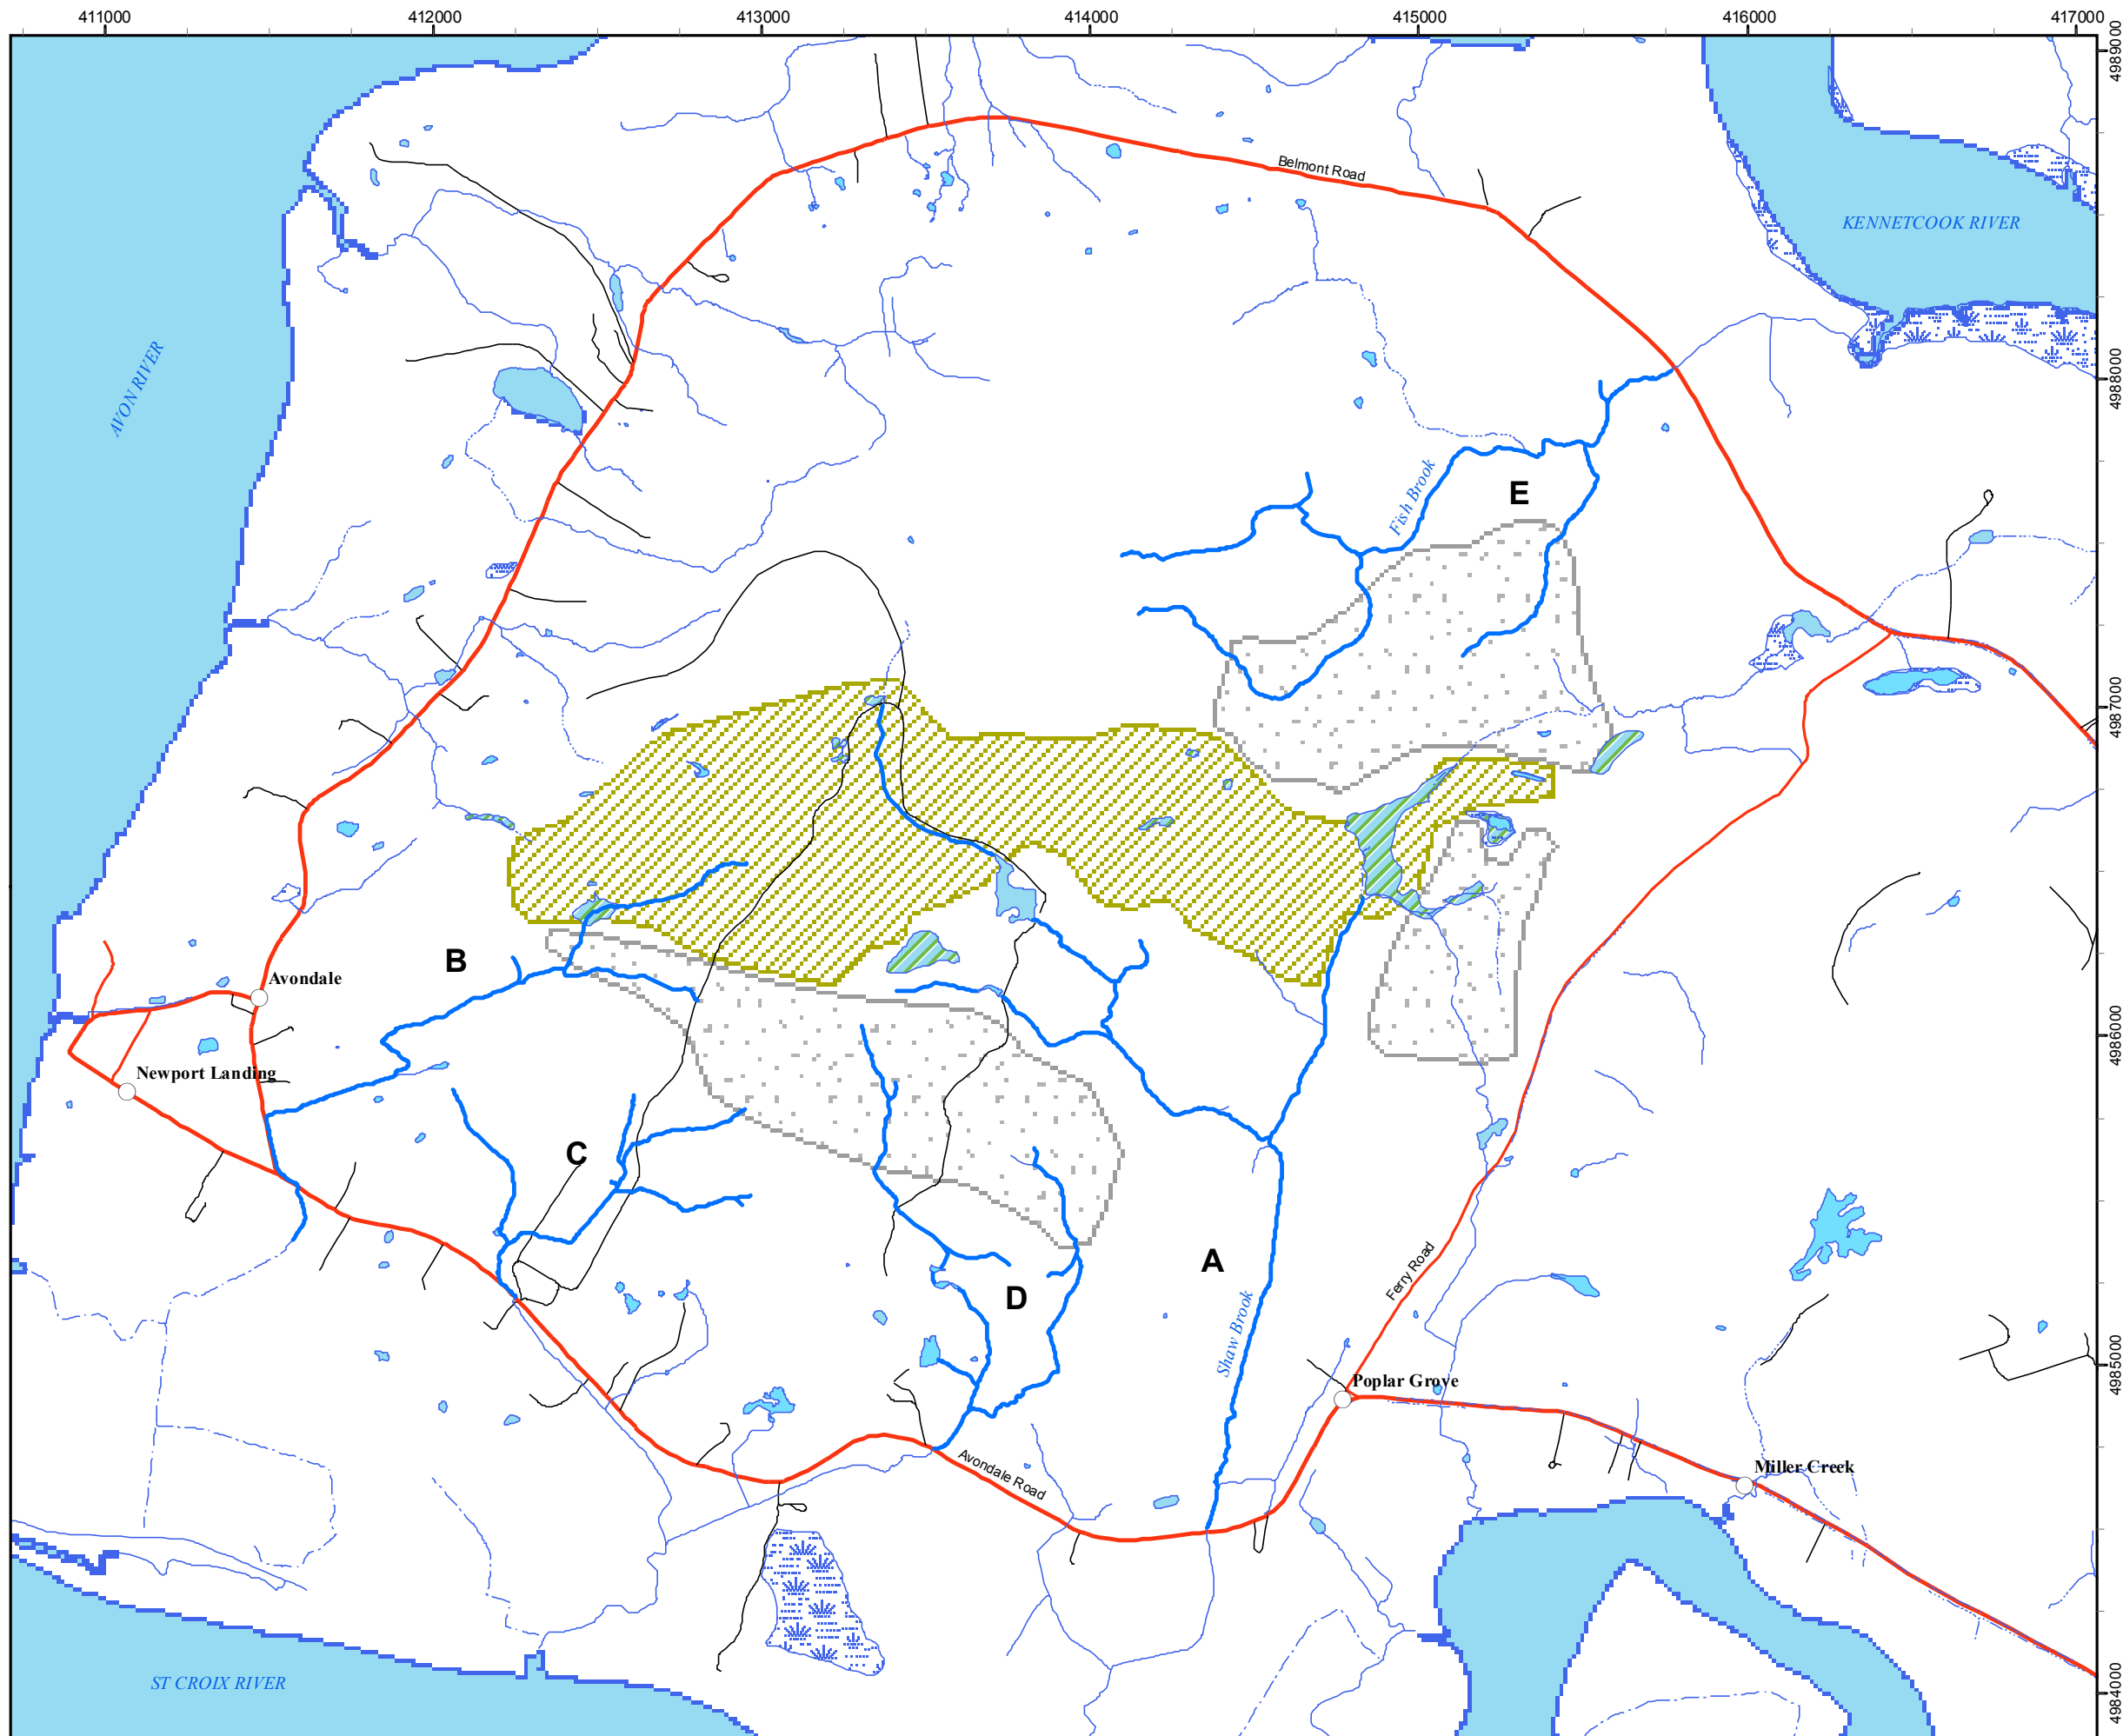 411000 412000 413000 414000 415000 416000 417000
4989000
Belmont Road
KENNETCOOK RIVER
AVON RIVER
4988000
Fish Brook
E
4987000
B
Avondale
4986000
Newport Landing
C
A
Ferry Road
D
Shaw Brook
4985000
Poplar Grove
Avondale Road
Miller Creek
ST CROIX RIVER
4984000